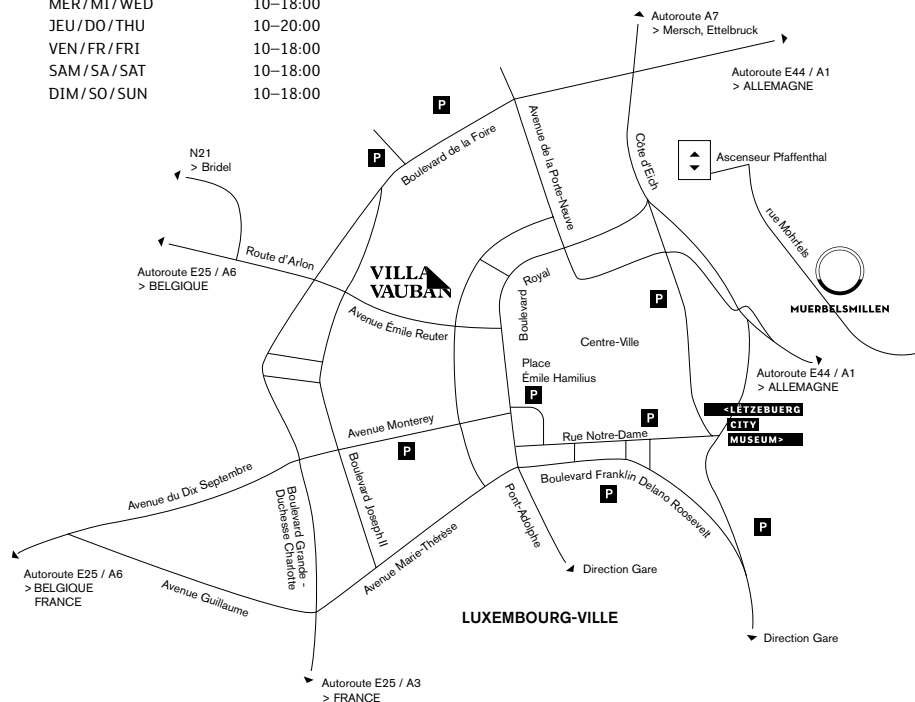 MER / MI / WED 10–18:00
JEU / DO / THU 10–20:00
VEN / FR / FRI 10–18:00
SAM / SA / SAT 10–18:00
DIM / SO / SUN 10–18:00
Autoroute A7
> Mersch, Ettelbruck
Autoroute E44 / A1
> ALLEMAGNE
P
P
Boulevard de la Foire
Avenue de la Porte-Neuve
Côte d'Eich
Ascenseur Pfaffenthal
rue Mohrfels
MUERBELSMILLEN
N21
> Bridel
Route d'Arlon
Autoroute E25 / A6
> BELGIQUE
VILLA
VAUBAN
Avenue Émile Reuter
Boulevard
Royal
P
Centre-Ville
Place
Émile Hamilius
P
Autoroute E44 / A1
> ALLEMAGNE
<LËTZEBUERG
CITY
MUSEUM>
P
Rue Notre-Dame
Avenue Monterey
P
Boulevard Franklin Delano Roosevelt
P
P
Avenue du Dix Septembre
Boulevard Grande -
Duchesse Charlotte
Boulevard Joseph II
Avenue Marie-Thérèse
Pont-Adolphe
Direction Gare
Autoroute E25 / A6
> BELGIQUE
FRANCE
Avenue Guillaume
LUXEMBOURG-VILLE
Direction Gare
Autoroute E25 / A3
> FRANCE